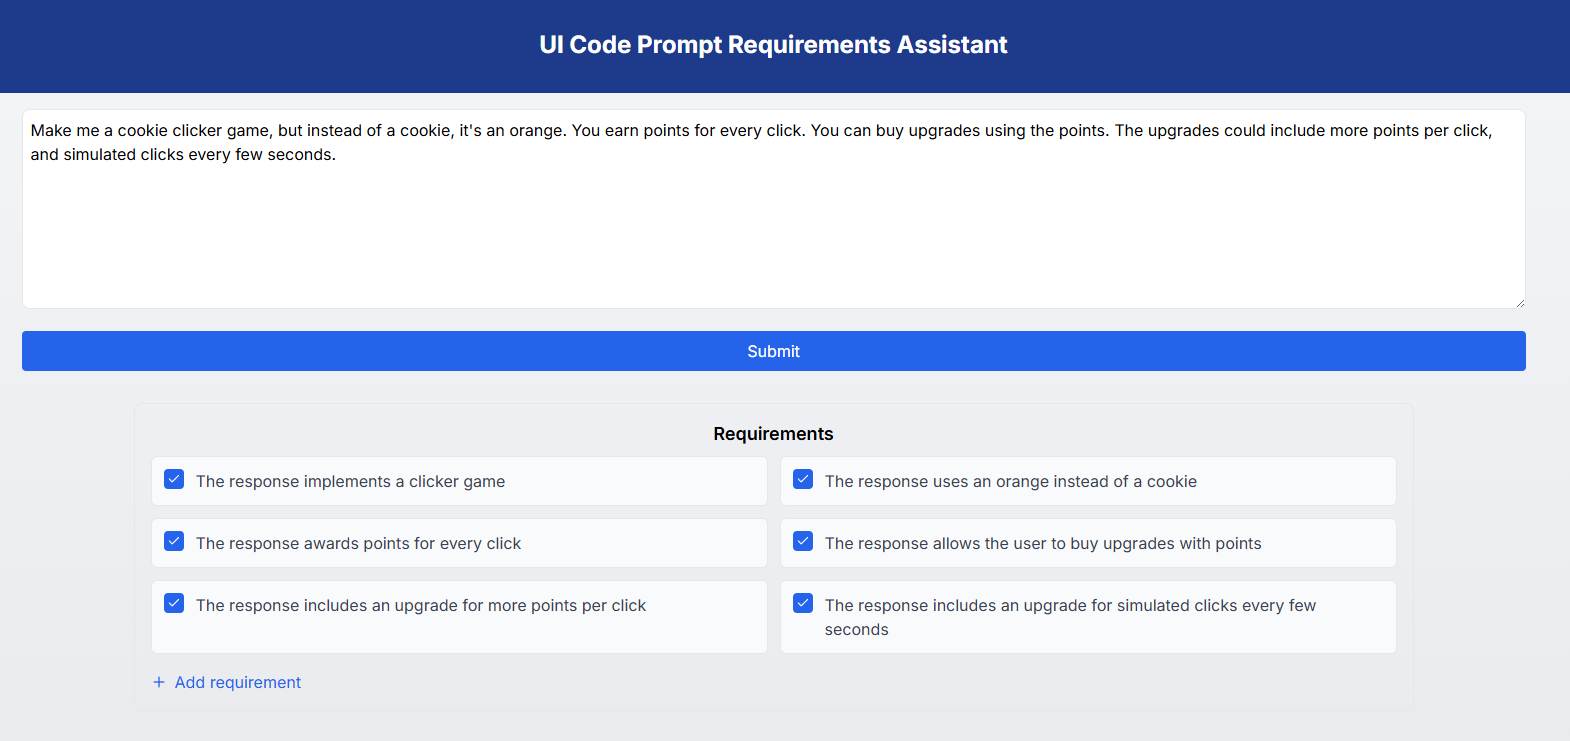 UI Code Prompt Requirements Assistant
Make me a cookie clicker game, but instead of a cookie, it's an orange. You earn points for every click. You can buy upgrades using the points. The upgrades could include more points per click,
and simulated clicks every few seconds.
Submit
Requirements
The response implements a clicker game
The response uses an orange instead of a cookie
The response awards points for every click
The response allows the user to buy upgrades with points
The response includes an upgrade for more points per click
The response includes an upgrade for simulated clicks every few
seconds
+ Add requirement